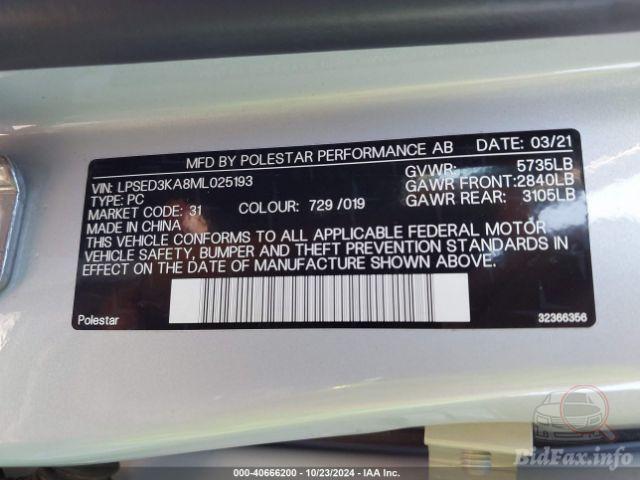 MFD BY POLESTAR PERFORMANCE AB DATE: 03/21
VIN: LPSED3KA8ML025193 GVWR: 5735LB
TYPE: PC GAWR FRONT:2840LB
MARKET CODE: 31 COLOUR: 729 /019 GAWR REAR: 3105LB
MADE IN CHINA
THIS VEHICLE CONFORMS TO ALL APPLICABLE FEDERAL MOTOR
VEHICLE SAFETY, BUMPER AND THEFT PREVENTION STANDARDS IN
EFFECT ON THE DATE OF MANUFACTURE SHOWN ABOVE.
Polestar 32366356
000-40666200 - 10/23/2024 - IAA Inc.
BidFax.info